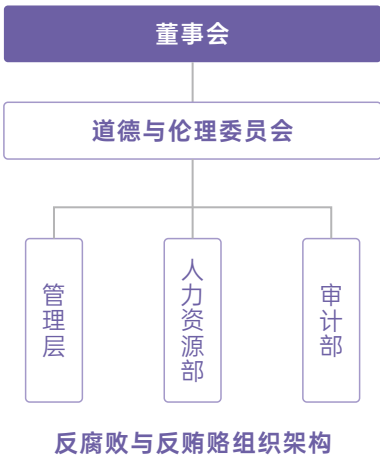 董事会
道德与伦理委员会
管理层
人力资源部
审计部
反腐败与反贿赂组织架构